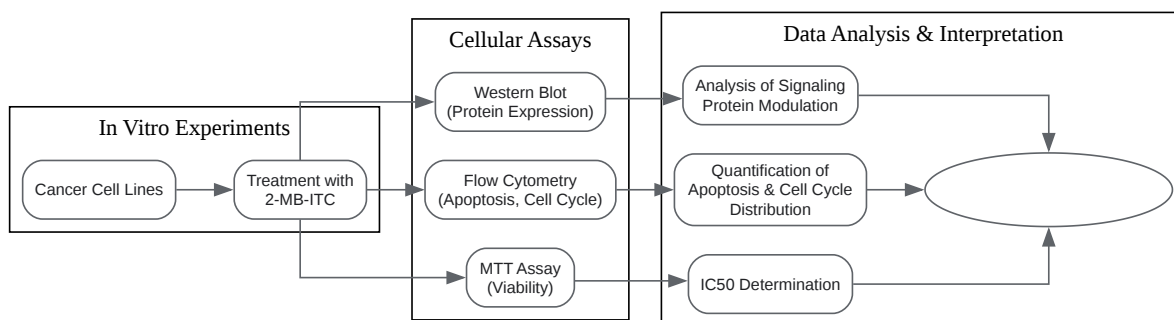 In Vitro Experiments
Cancer Cell Lines
Treatment with
2-MB-ITC
Cellular Assays
Western Blot
(Protein Expression)
Flow Cytometry
(Apoptosis, Cell Cycle)
MTT Assay
(Viability)
Data Analysis & Interpretation
Analysis of Signaling
Protein Modulation
Quantification of
Apoptosis & Cell Cycle
Distribution
IC50 Determination